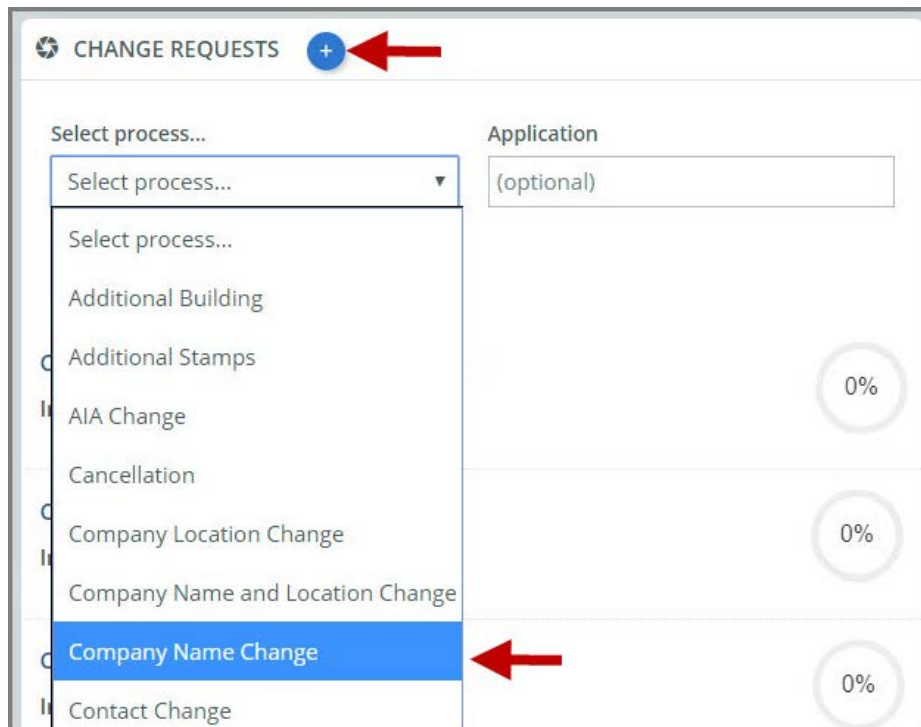 CHANGE REQUESTS +
Select process... Application
Select process... (optional)
Select process...
Additional Building
Additional Stamps
0%
AIA Change
Cancellation
Company Location Change
0%
Company Name and Location Change
Company Name Change
0%
Contact Change